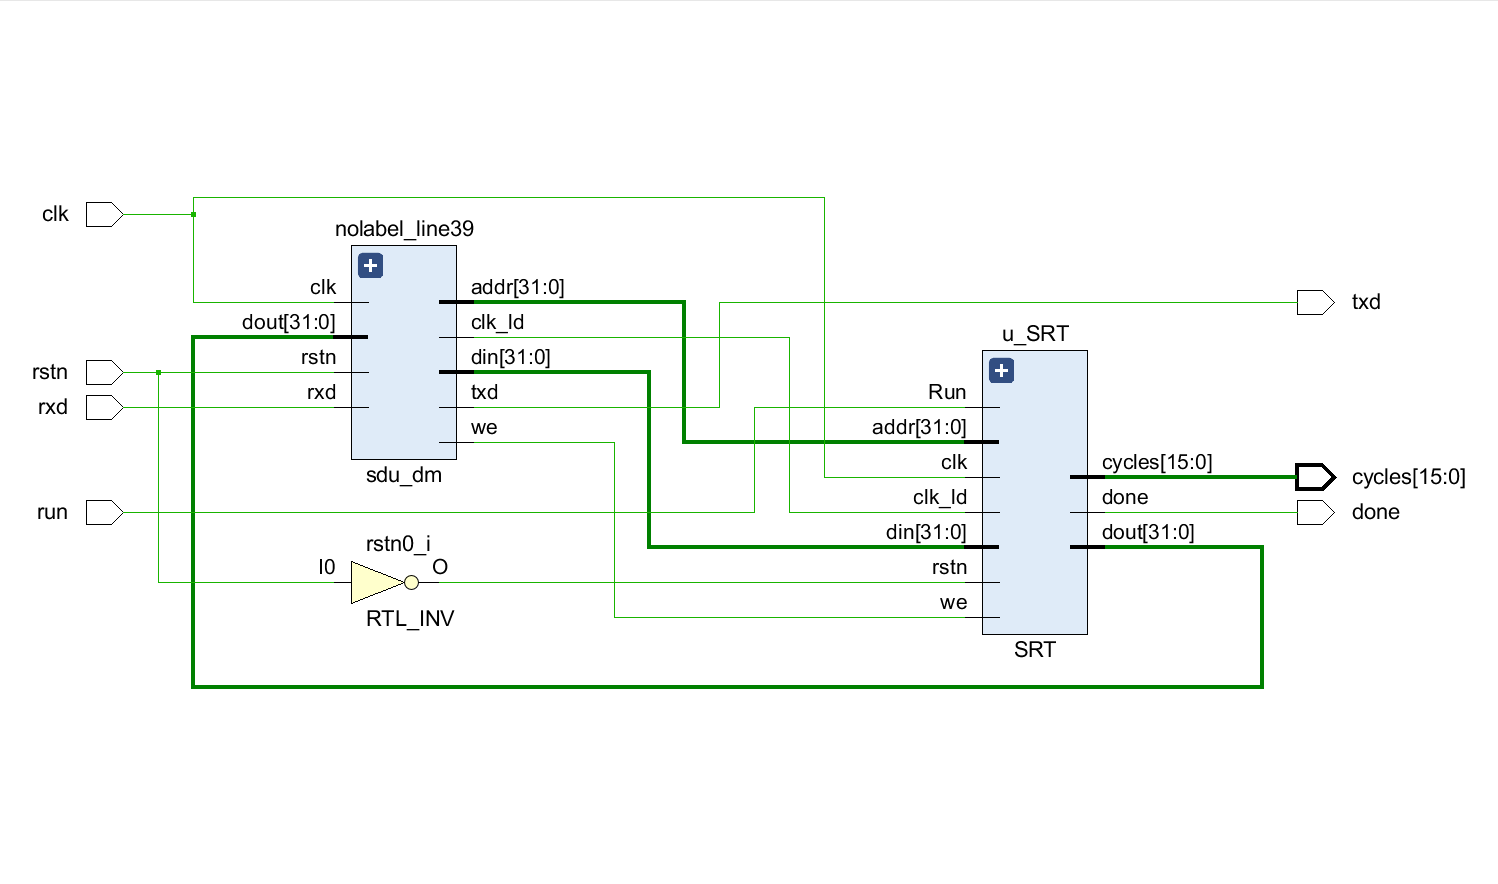 clk
rstn
rxd
run
nolabel_line39
clk
dout[31:0]
rstn
rxd
addr[31:0]
clk_ld
din[31:0]
txd
we
sdu_dm
rstn0_i
I0
O
RTL_INV
u_SRT
Run
addr[31:0]
clk
clk_ld
din[31:0]
rstn
we
cycles[15:0]
done
dout[31:0]
SRT
txd
cycles[15:0]
done